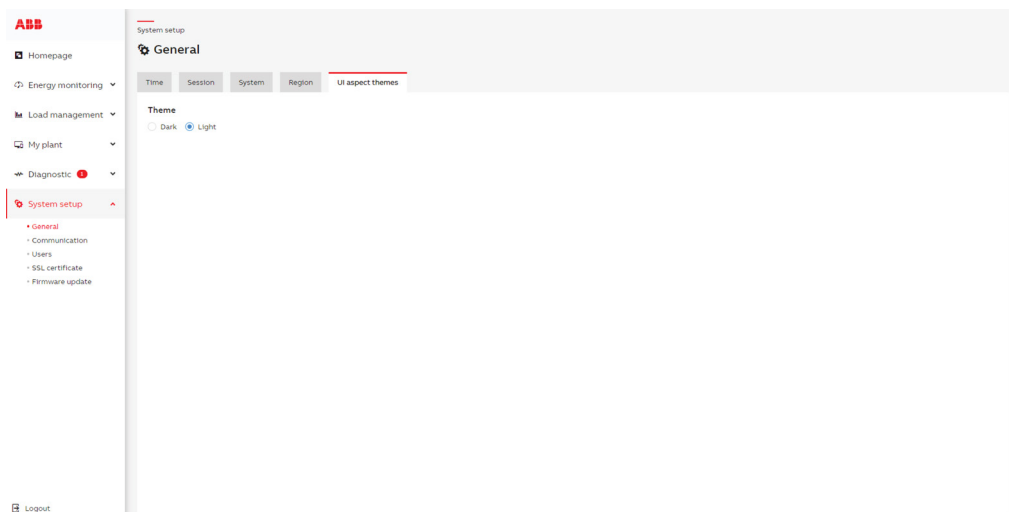 ABB
Homepage
Energy monitoring
Load management
My plant
Diagnostic 1
System setup
General
Communication
Users
SSL certificate
Firmware update
Logout
System setup
General
Time Session System Region UI aspect themes
Theme
Dark Light